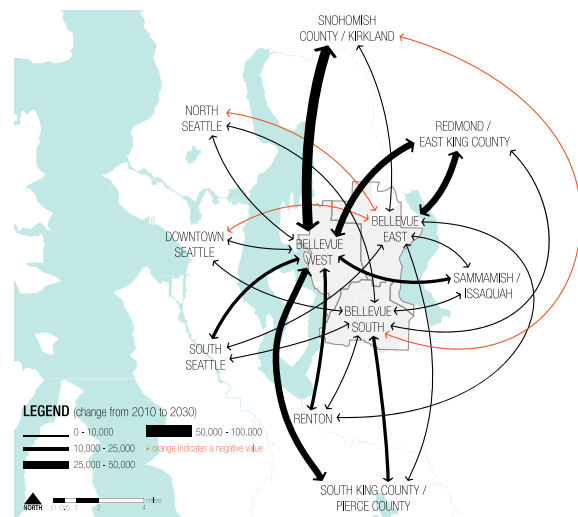 SNOHOMISH
COUNTY / KIRKLAND
NORTH
SEATTLE
REDMOND /
EAST KING COUNTY
BELLEVUE
EAST
DOWNTOWN
SEATTLE
BELLEVUE
WEST
SAMMAMISH /
ISSAQUAH
BELLEVUE
SOUTH
SOUTH
SEATTLE
RENTON
SOUTH KING COUNTY /
PIERCE COUNTY
LEGEND (change from 2010 to 2030)
0 - 10,000
10,000 - 25,000
25,000 - 50,000
50,000 - 100,000
* orange indicates a negative value
NORTH
0 0.5 1 2 4 miles